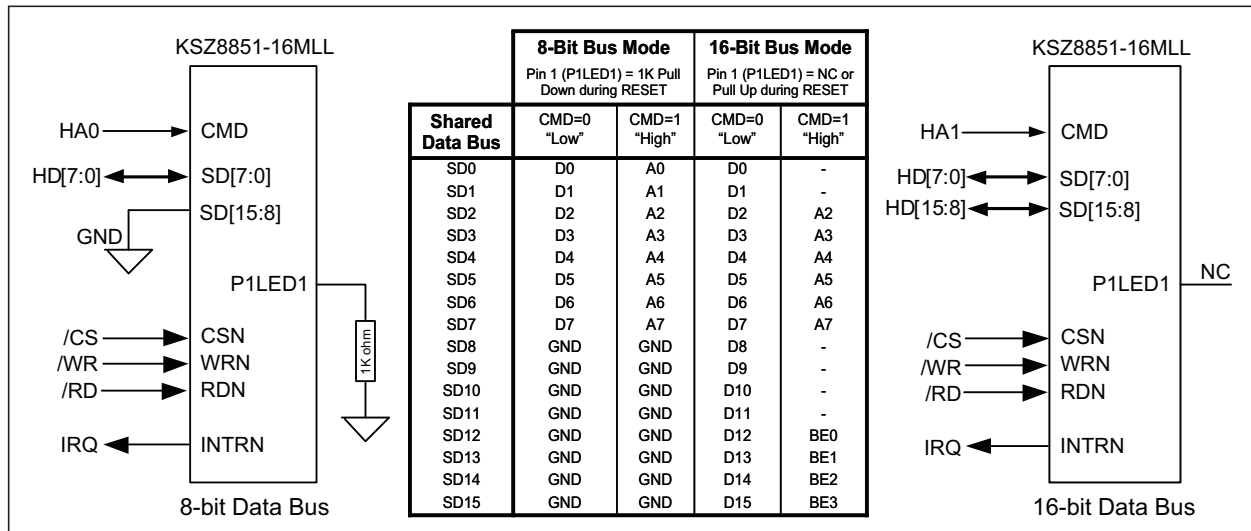 KSZ8851-16MLL
HA0
CMD
HD[7:0]
SD[7:0]
SD[15:8]
GND
P1LED1
1K ohm
/CS
CSN
/WR
WRN
/RD
RDN
IRQ
INTRN
8-bit Data Bus
8-Bit Bus Mode 16-Bit Bus Mode
Pin 1 (P1LED1) = 1K Pull Pin 1 (P1LED1) = NC or
Down during RESET Pull Up during RESET
Shared CMD=0 CMD=1 CMD=0 CMD=1
Data Bus "Low" "High" "Low" "High"
SD0 D0 A0 D0 -
SD1 D1 A1 D1 -
SD2 D2 A2 D2 A2
SD3 D3 A3 D3 A3
SD4 D4 A4 D4 A4
SD5 D5 A5 D5 A5
SD6 D6 A6 D6 A6
SD7 D7 A7 D7 A7
SD8 GND GND D8 -
SD9 GND GND D9 -
SD10 GND GND D10 -
SD11 GND GND D11 -
SD12 GND GND D12 BE0
SD13 GND GND D13 BE1
SD14 GND GND D14 BE2
SD15 GND GND D15 BE3
KSZ8851-16MLL
HA1
CMD
HD[7:0]
SD[7:0]
HD[15:8]
SD[15:8]
P1LED1
NC
/CS
CSN
/WR
WRN
/RD
RDN
IRQ
INTRN
16-bit Data Bus